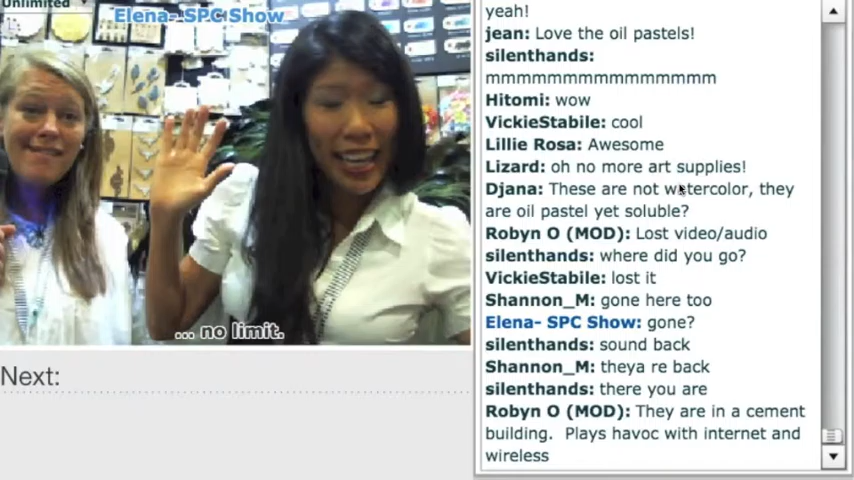 Unlimited
Elena- SPC Show
... no limit.
Next:
yeah!
jean: Love the oil pastels!
silenthands:
mmmmmmmmmmmmmmm
Hitomi: wow
VickieStabile: cool
Lillie Rosa: Awesome
Lizard: oh no more art supplies!
Djana: These are not watercolor, they
are oil pastel yet soluble?
Robyn O (MOD): Lost video/audio
silenthands: where did you go?
VickieStabile: lost it
Shannon_M: gone here too
Elena- SPC Show: gone?
silenthands: sound back
Shannon_M: theya re back
silenthands: there you are
Robyn O (MOD): They are in a cement
building.  Plays havoc with internet and
wireless